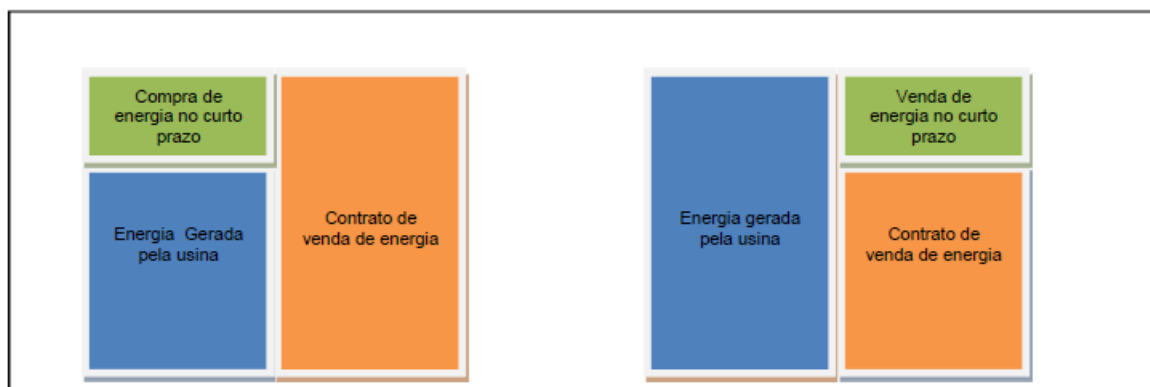 Compra de
energia no curto
prazo
Energia Gerada
pela usina
Contrato de
venda de energia
Energia gerada
pela usina
Venda de
energia no curto
prazo
Contrato de
venda de energia